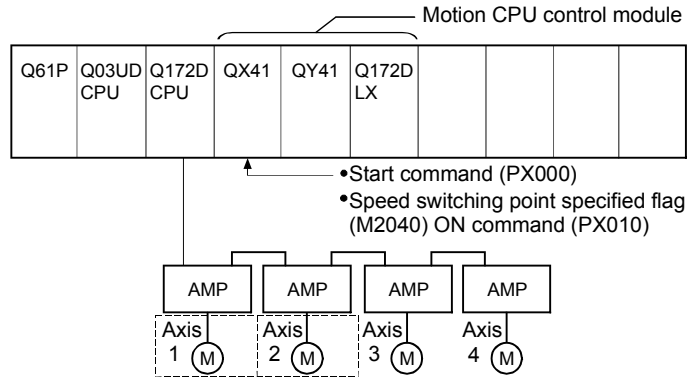 Motion CPU control module
Q61P Q03UD Q172D QX41 QY41 Q172D
CPU CPU LX
•Start command (PX000)
•Speed switching point specified flag
(M2040) ON command (PX010)
AMP AMP AMP AMP
Axis Axis Axis Axis
1 M 2 M 3 M 4 M